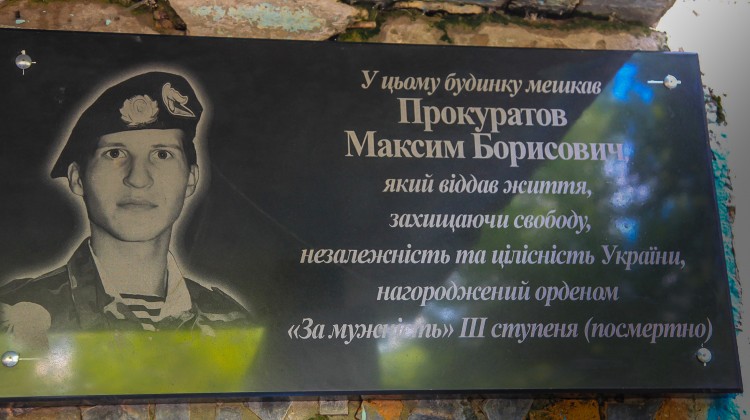 У цьому будинку мешкав
Прокуратов
Максим Борисович,
який віддав життя,
захищаючи свободу,
незалежність та цілісність України,
нагороджений орденом
«За мужність» III ступеня (посмертно)